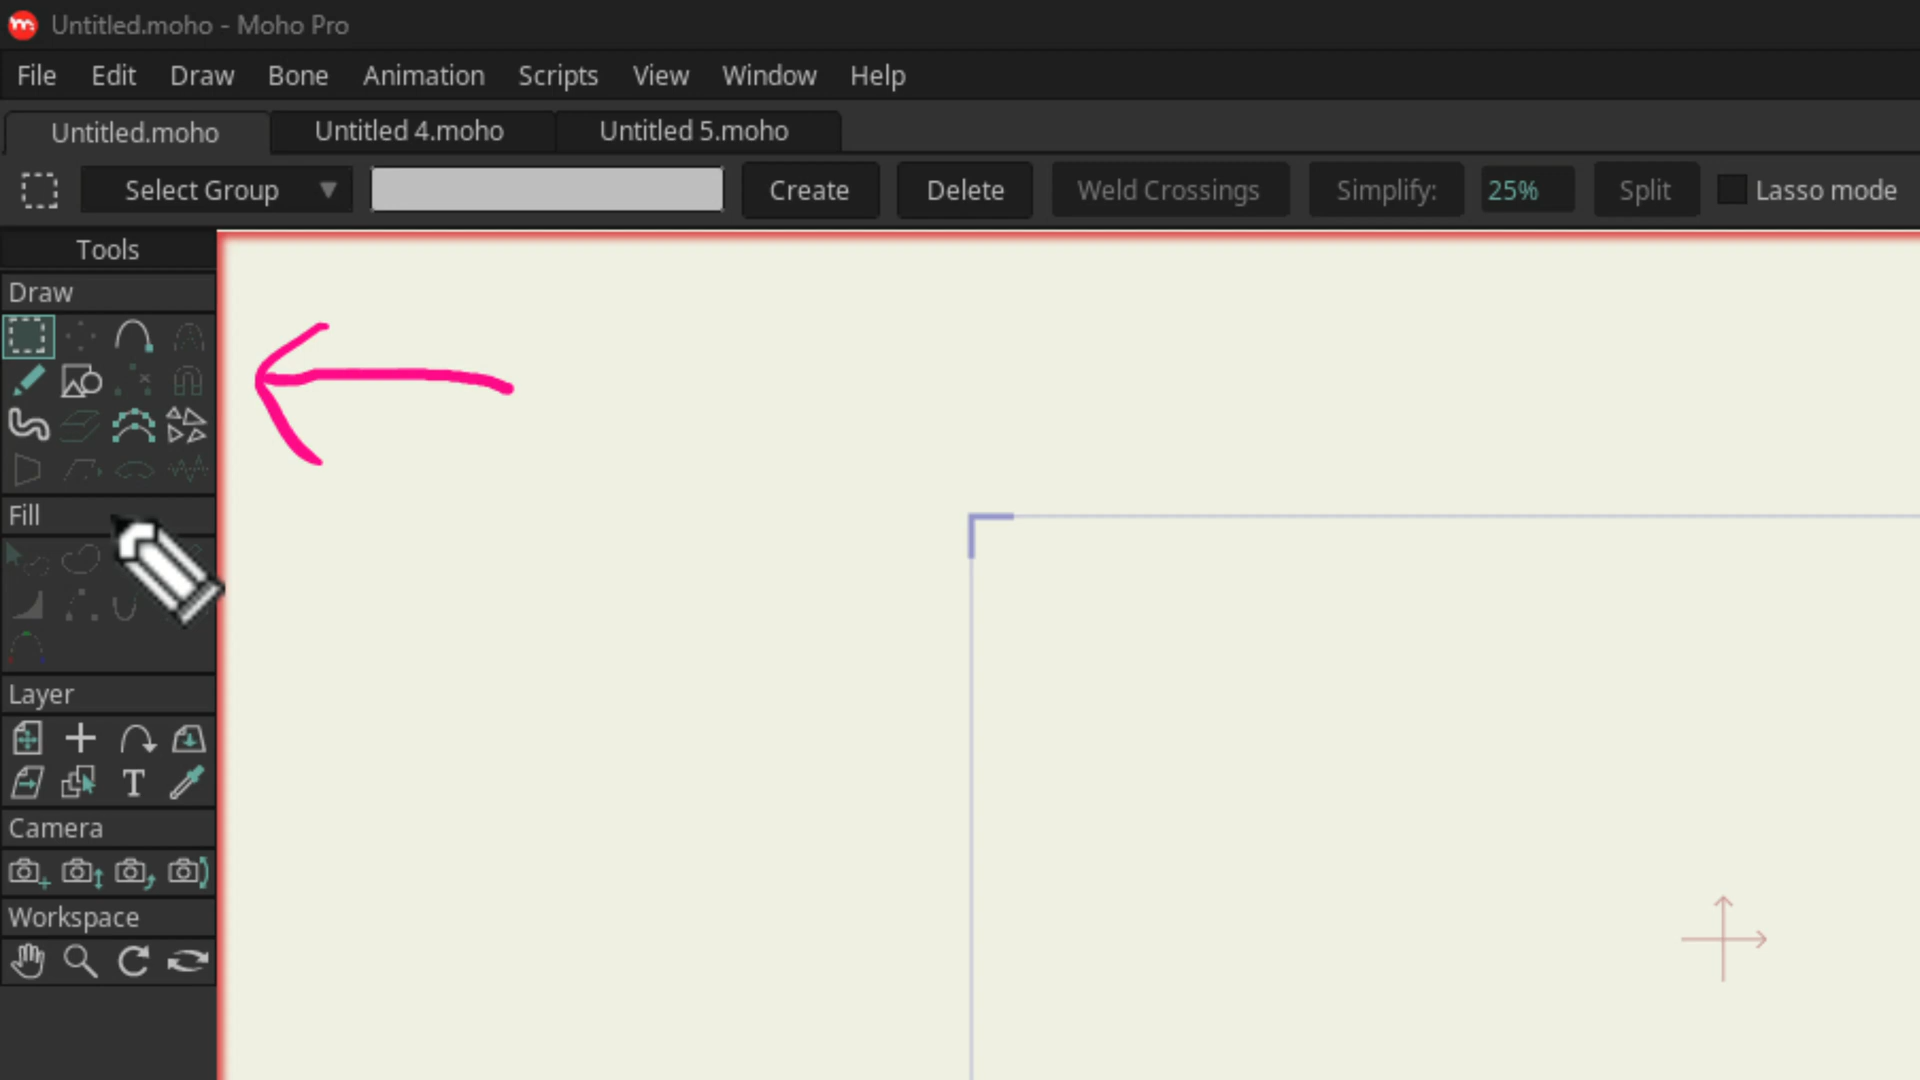 Untitled.moho - Moho Pro
File Edit Draw Bone Animation Scripts View Window Help
Untitled.moho Untitled 4.moho Untitled 5.moho
Select Group Create Delete Weld Crossings Simplify: 25% Split Lasso mode
Tools
Draw
Fill
Layer
T
Camera
Workspace